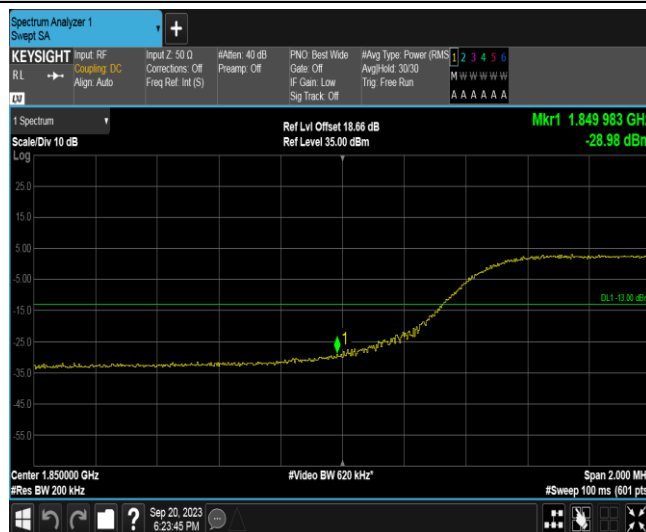 Spectrum Analyzer 1
Swept SA
+
KEYSIGHT
RL
LXI
Input: RF
Coupling: DC
Align: Auto
Input Z: 50 Ω
Corrections: Off
Freq Ref: Int (S)
#Atten: 40 dB
Preamp: Off
PNO: Best Wide
Gate: Off
IF Gain: Low
Sig Track: Off
#Avg Type: Power (RMS
Avg|Hold: 30/30
Trig: Free Run
1 2 3 4 5 6
M W W W W W
A A A A A A
1 Spectrum
Scale/Div 10 dB
Ref Lvl Offset 18.66 dB
Ref Level 35.00 dBm
Mkr1 1.849 983 GHz
-28.98 dBm
Log
25.0
15.0
5.00
-5.00
DL1 -13.00 dBm
-15.0
-25.0
1
-35.0
-45.0
-55.0
Center 1.850000 GHz
#Res BW 200 kHz
#Video BW 620 kHz*
Span 2.000 MH
#Sweep 100 ms (601 pts
?
Sep 20, 2023
6:23:45 PM